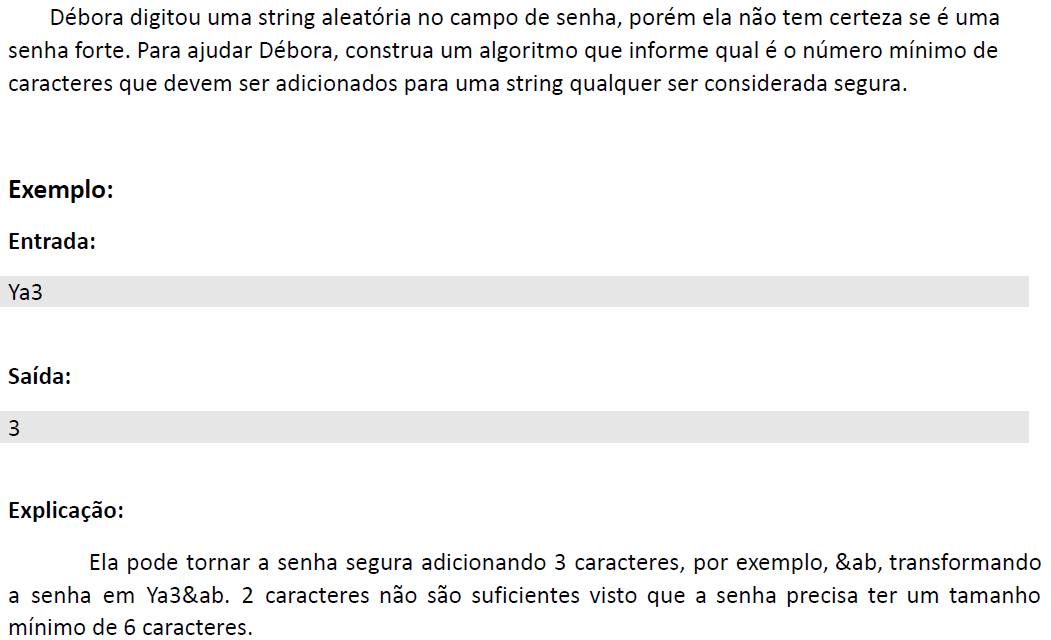 Débora digitou uma string aleatória no campo de senha, porém ela não tem certeza se é uma
senha forte. Para ajudar Débora, construa um algoritmo que informe qual é o número mínimo de
caracteres que devem ser adicionados para uma string qualquer ser considerada segura.
Exemplo:
Entrada:
Ya3
Saída:
3
Explicação:
Ela pode tornar a senha segura adicionando 3 caracteres, por exemplo, &ab, transformando
a senha em Ya3&ab. 2 caracteres não são suficientes visto que a senha precisa ter um tamanho
mínimo de 6 caracteres.